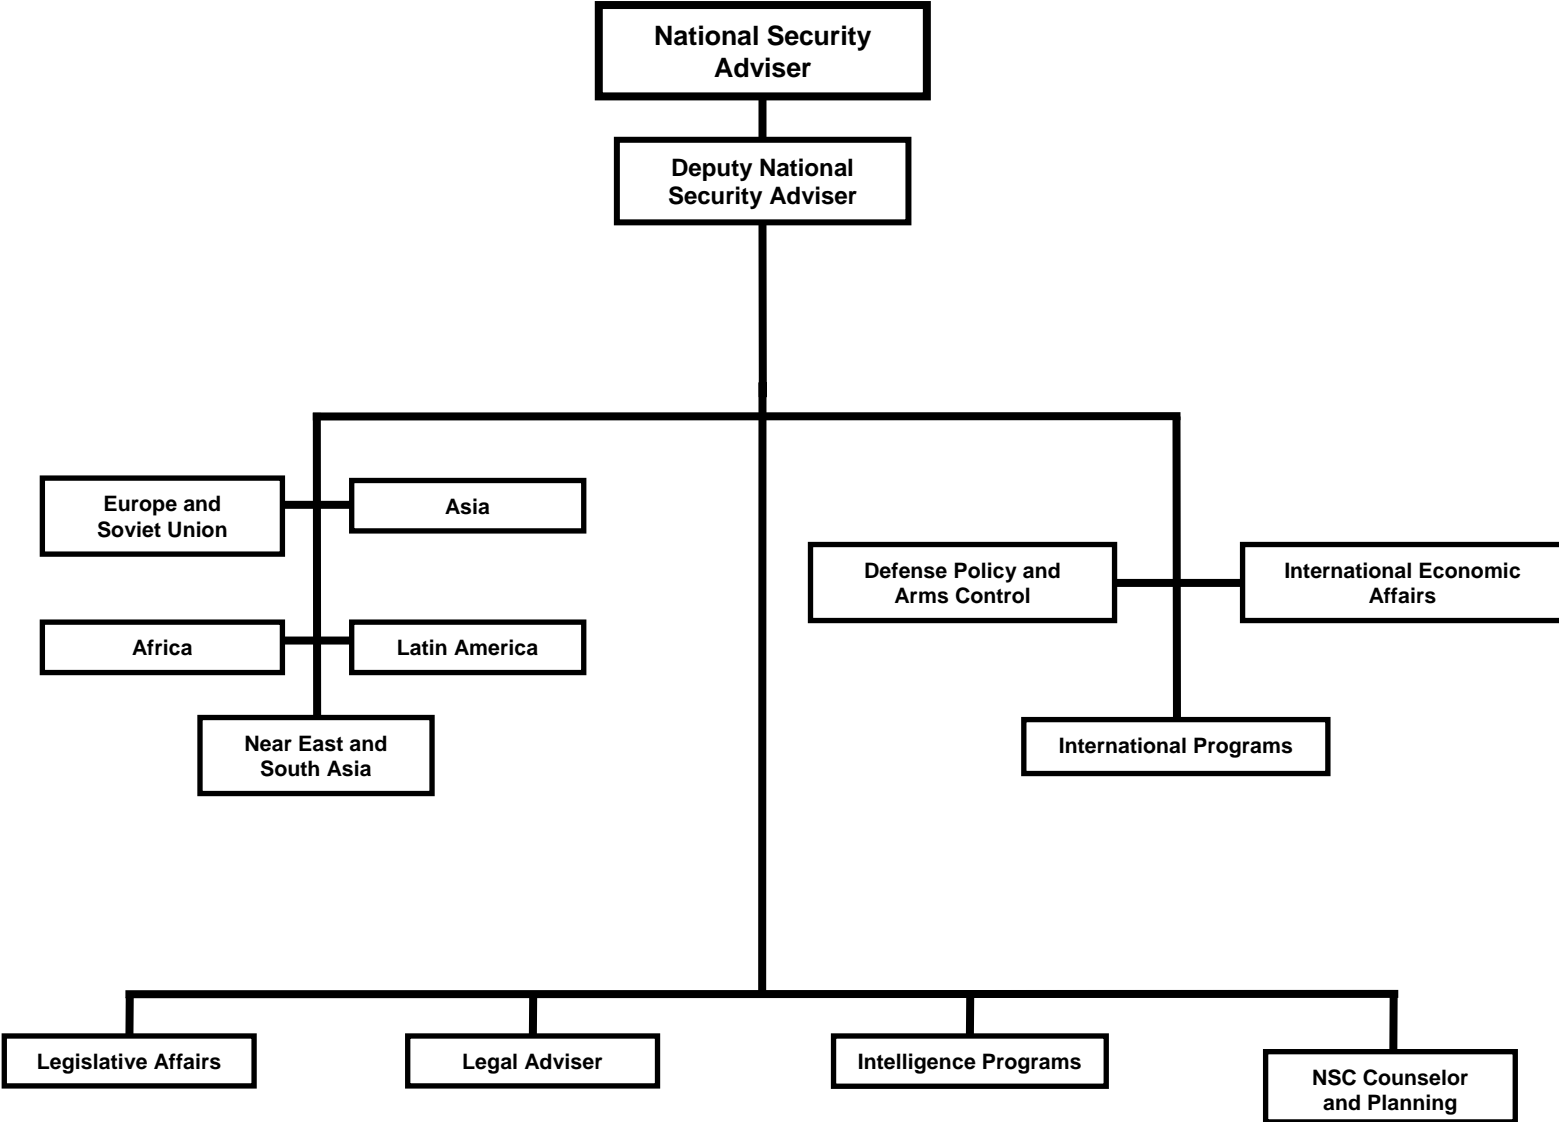 National Security
Adviser
Deputy National
Security Adviser
Europe and
Soviet Union
Asia
Defense Policy and
Arms Control
International Economic
Affairs
Africa
Latin America
Near East and
South Asia
International Programs
Legislative Affairs
Legal Adviser
Intelligence Programs
NSC Counselor
and Planning